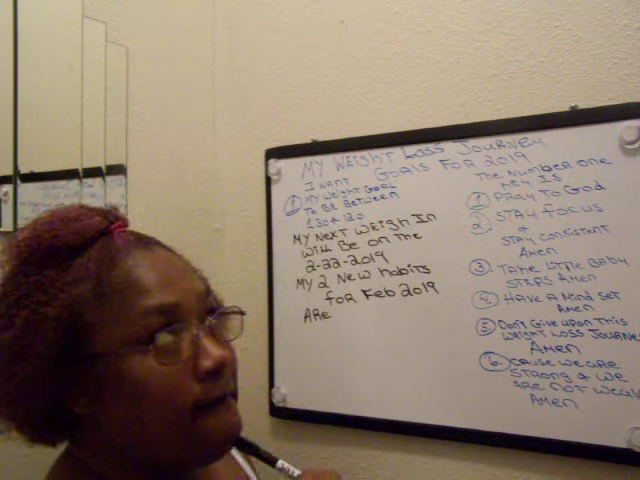 MY WEIGHT LOSS JOURNEY
GOALS FOR 2019
I WANT
① MY WEIGHT GOAL
TO BE BETWEEN
130 & 120
MY NEXT WEIGH IN
WILL BE ON THE
2-22-2019
MY 2 NEW HABITS
FOR Feb 2019
ARE
THE NUMBER ONE
KEY IS
① PRAY TO GOD
② STAY FOCUS
&
STAY CONSISTENT
AMEN
③ TAKE LITTLE BABY
STEPS AMEN
④ HAVE A MIND SET
AMEN
⑤ DON'T GIVE UPON THIS
WEIGHT LOSS JOURNEY
AMEN
⑥ CAUSE WE ARE
STRONG & WE
ARE NOT WEAK
AMEN